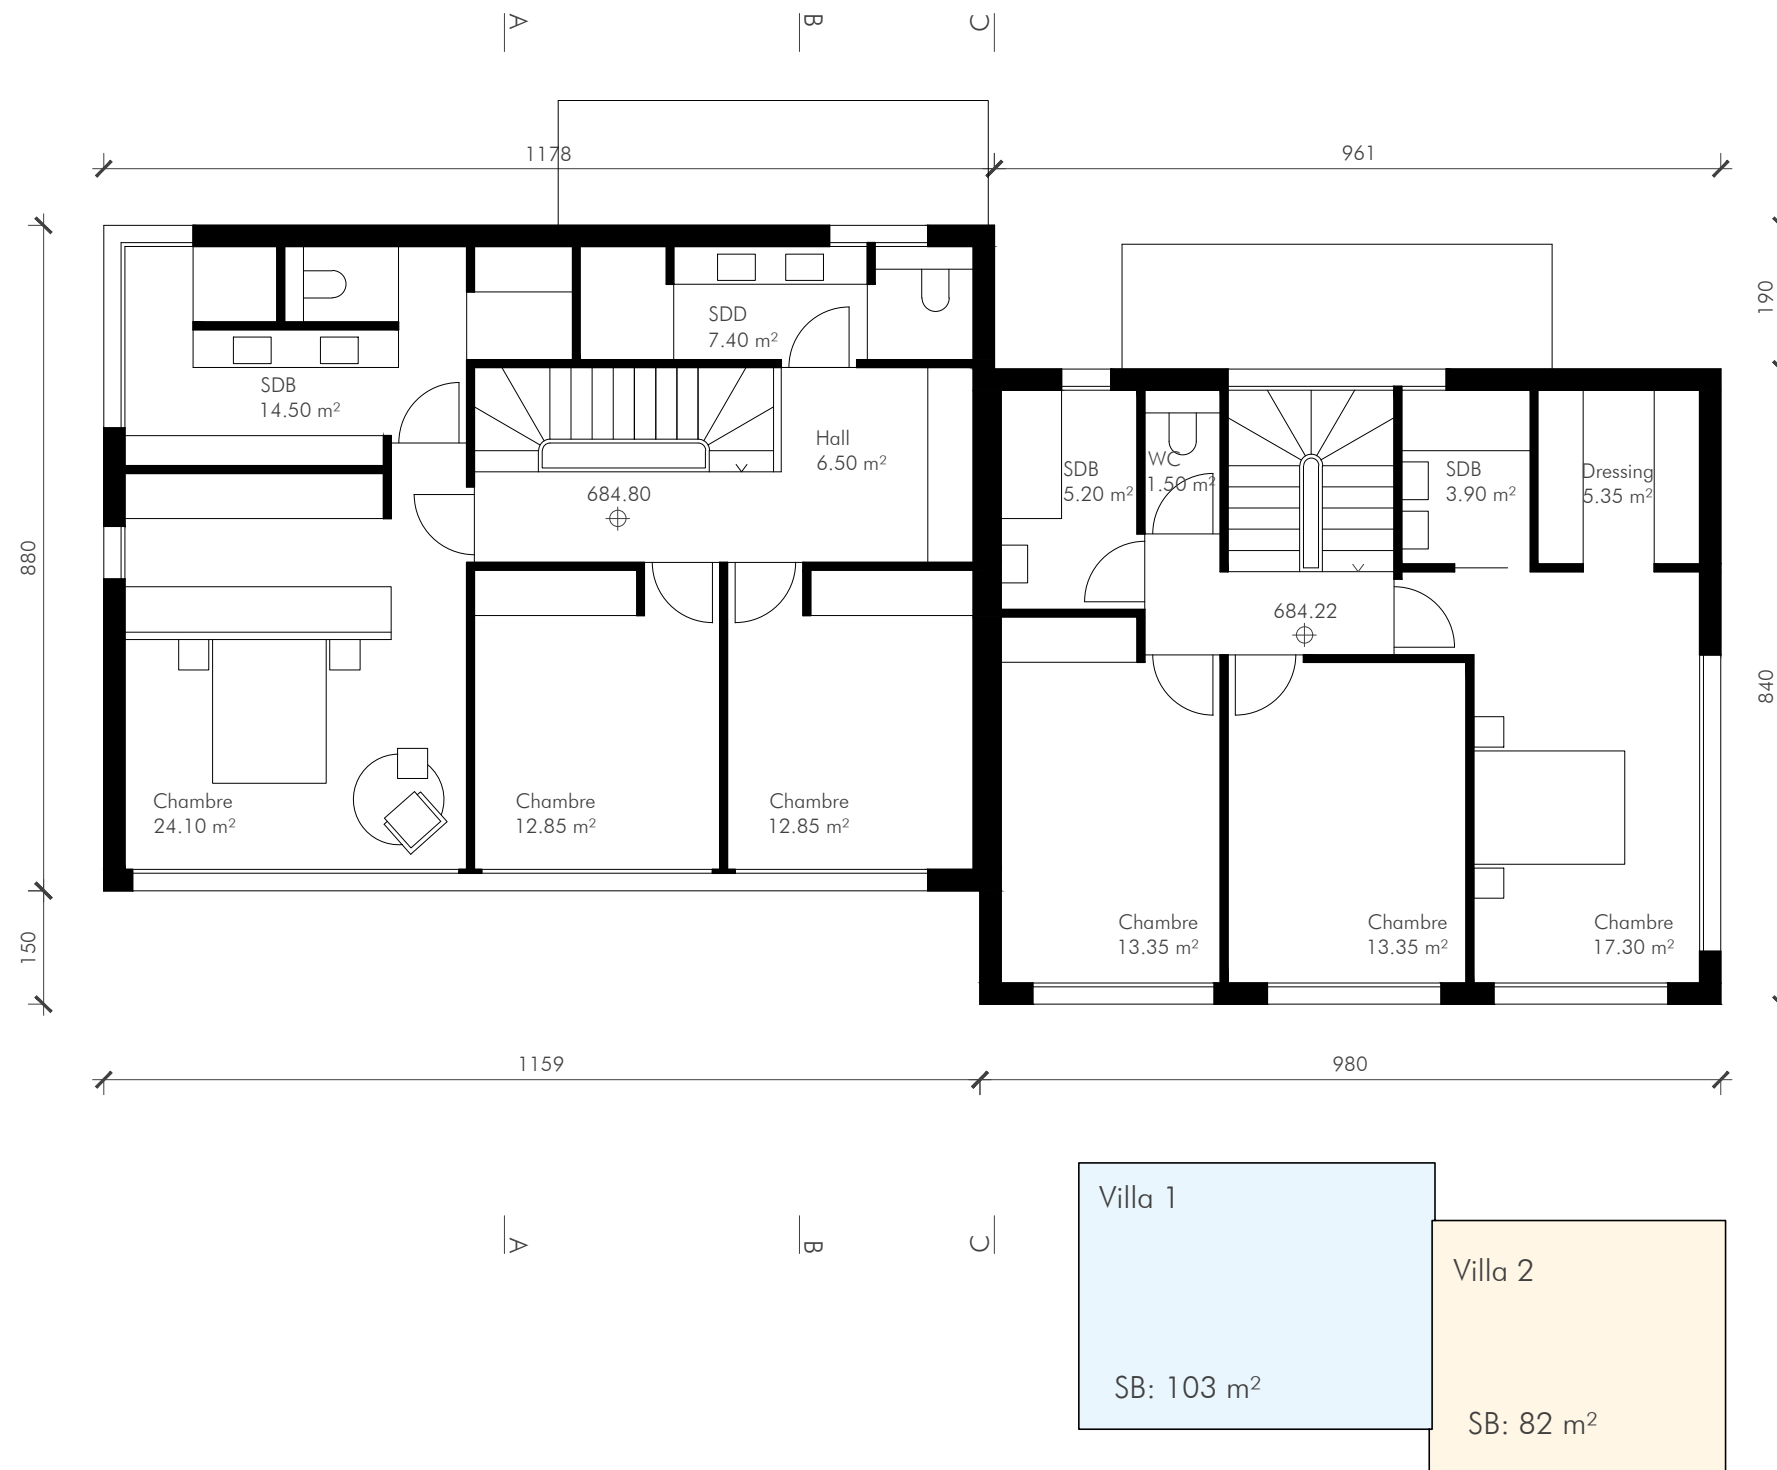 A
B
C
1178
961
190
SDD
7.40 m²
SDB
14.50 m²
Hall
6.50 m²
684.80
SDB
5.20 m²
WC
1.50 m²
SDB
3.90 m²
Dressing
5.35 m²
880
684.22
840
Chambre
24.10 m²
Chambre
12.85 m²
Chambre
12.85 m²
Chambre
13.35 m²
Chambre
13.35 m²
Chambre
17.30 m²
150
1159
980
A
B
C
Villa 1
SB: 103 m²
Villa 2
SB: 82 m²